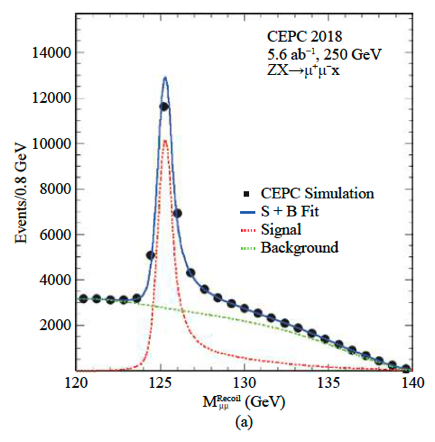 CEPC 2018
5.6 ab⁻¹, 250 GeV
ZX→μ⁺μ⁻x
CEPC Simulation
S + B Fit
Signal
Background
Events/0.8 GeV
14000
12000
10000
8000
6000
4000
2000
120
125
130
135
140
M^Recoil_μμ (GeV)
(a)